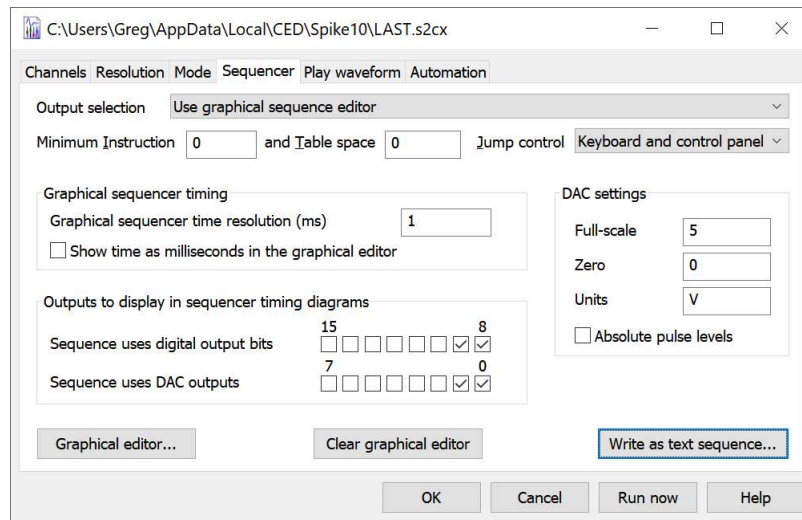 C:\Users\Greg\AppData\Local\CED\Spike10\LAST.s2cx
Channels Resolution Mode Sequencer Play waveform Automation
Output selection Use graphical sequence editor
Minimum Instruction 0 and Table space 0 Jump control Keyboard and control panel
Graphical sequencer timing
Graphical sequencer time resolution (ms) 1
Show time as milliseconds in the graphical editor
DAC settings
Full-scale 5
Zero 0
Units V
Absolute pulse levels
Outputs to display in sequencer timing diagrams
15 8
Sequence uses digital output bits
7 0
Sequence uses DAC outputs
Graphical editor... Clear graphical editor Write as text sequence...
OK Cancel Run now Help